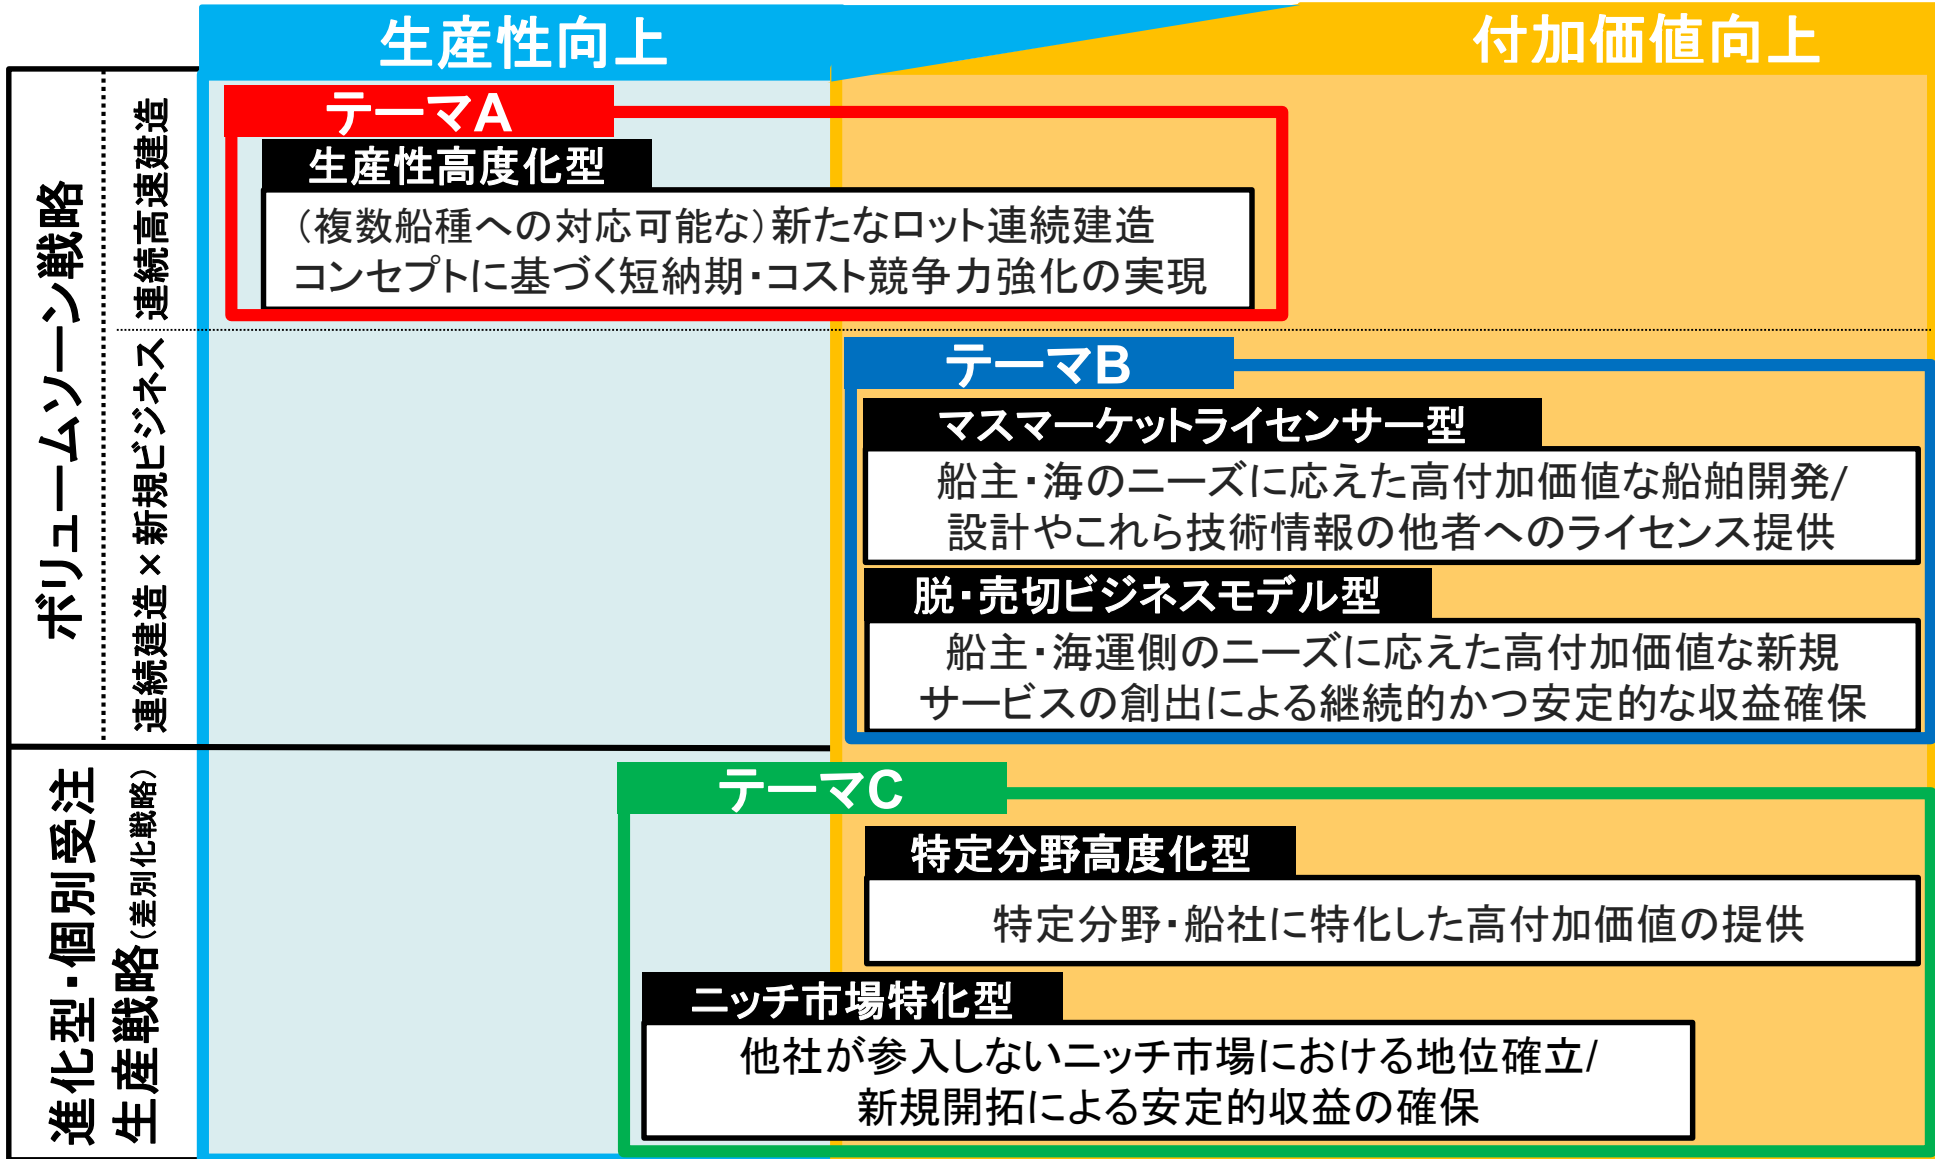 生産性向上
付加価値向上
ボリュームソーン戦略
連続高速建造
テーマA
生産性高度化型
（複数船種への対応可能な）新たなロット連続建造
コンセプトに基づく短納期・コスト競争力強化の実現
連続建造×新規ビジネス
テーマB
マスマーケットライセンサー型
船主・海のニーズに応えた高付加価値な船舶開発/
設計やこれら技術情報の他者へのライセンス提供
脱・売切ビジネスモデル型
船主・海運側のニーズに応えた高付加価値な新規
サービスの創出による継続的かつ安定的な収益確保
進化型・個別受注
生産戦略（差別化戦略）
テーマC
特定分野高度化型
特定分野・船社に特化した高付加価値の提供
ニッチ市場特化型
他社が参入しないニッチ市場における地位確立/
新規開拓による安定的収益の確保